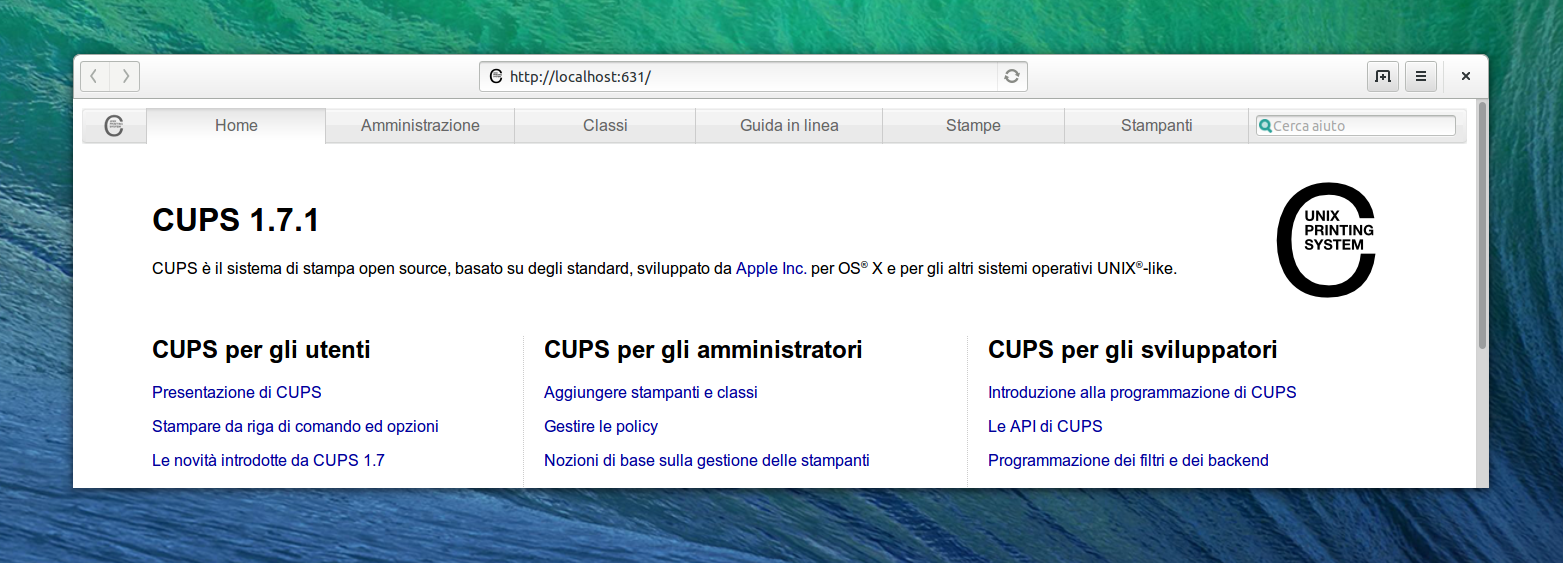 http://localhost:631/
Home Amministrazione Classi Guida in linea Stampe Stampanti Cerca aiuto
CUPS 1.7.1
UNIX
PRINTING
SYSTEM
CUPS è il sistema di stampa open source, basato su degli standard, sviluppato da Apple Inc. per OS® X e per gli altri sistemi operativi UNIX®-like.
CUPS per gli utenti
Presentazione di CUPS
Stampare da riga di comando ed opzioni
Le novità introdotte da CUPS 1.7
CUPS per gli amministratori
Aggiungere stampanti e classi
Gestire le policy
Nozioni di base sulla gestione delle stampanti
CUPS per gli sviluppatori
Introduzione alla programmazione di CUPS
Le API di CUPS
Programmazione dei filtri e dei backend